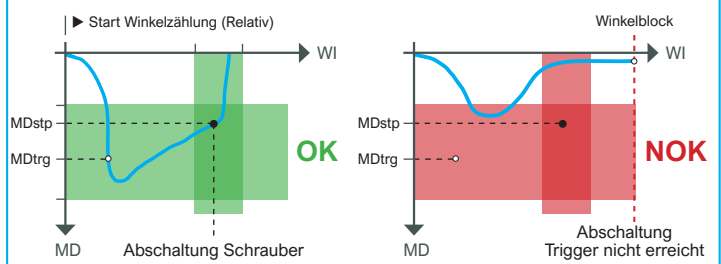 ▶ Start Winkelzählung (Relativ)
WI
MDstp
MDtrg
OK
MD
Abschaltung Schrauber
Winkelblock
WI
MDstp
MDtrg
NOK
MD
Abschaltung
Trigger nicht erreicht